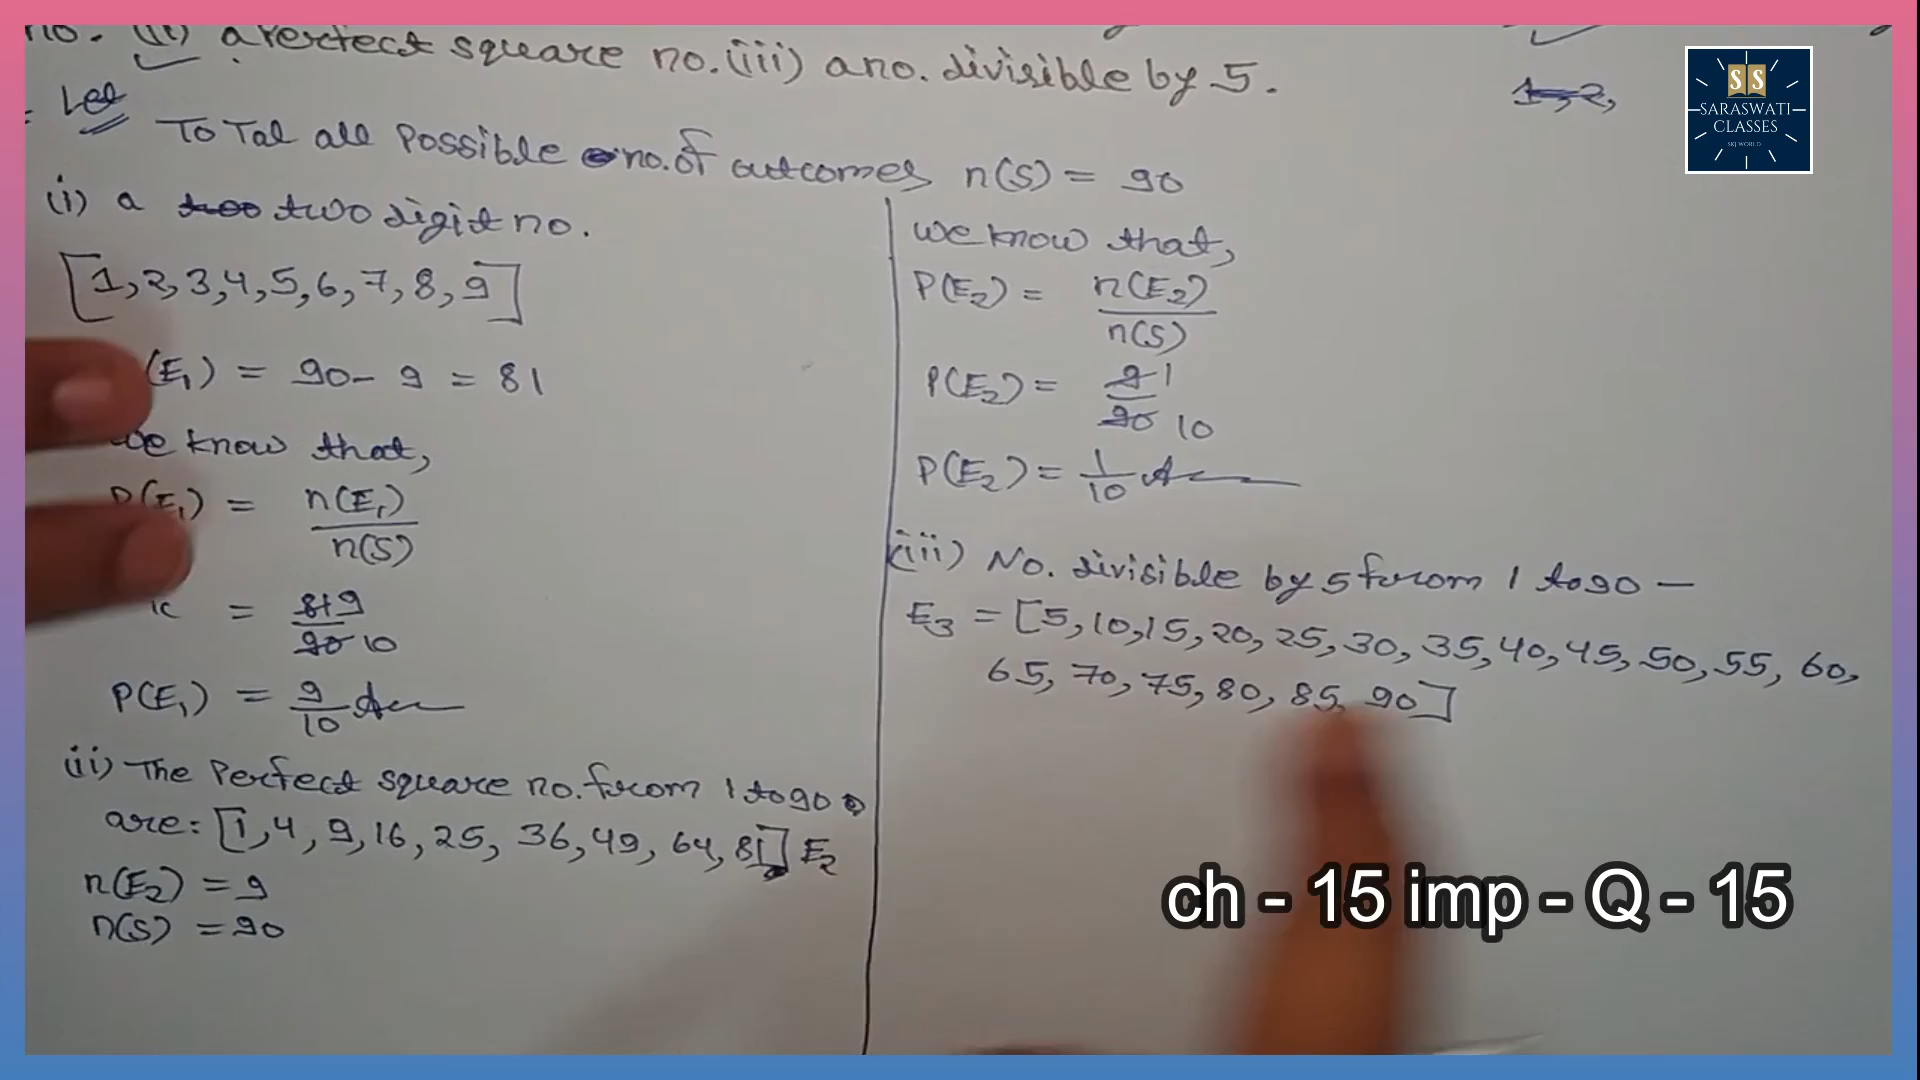 no. (ii) a Perfect square no.(iii) a no. divisible by 5.
1, 2,
Let
Total all Possible no. of outcomes n(S) = 90
(i) a two digit no.
[1,2,3,4,5,6,7,8,9]
(E₁) = 90 - 9 = 81
we know that,
P(E₁) = n(E₁)/n(S)
= 81 9/90 10
P(E₁) = 9/10 Ans
(ii) The Perfect square no. from 1 to 90
are: [1,4,9,16,25,36,49,64,81] E₂
n(E₂) = 9
n(S) = 90
we know that,
P(E₂) = n(E₂)/n(S)
P(E₂) = 9 1/90 10
P(E₂) = 1/10 Ans
(iii) No. divisible by 5 from 1 to 90 —
E₃ = [5,10,15,20,25,30,35,40,45,50,55,60,
65,70,75,80,85,90]
ch - 15 imp - Q - 15
S S
SARASWATI
CLASSES
SKJ WORLD